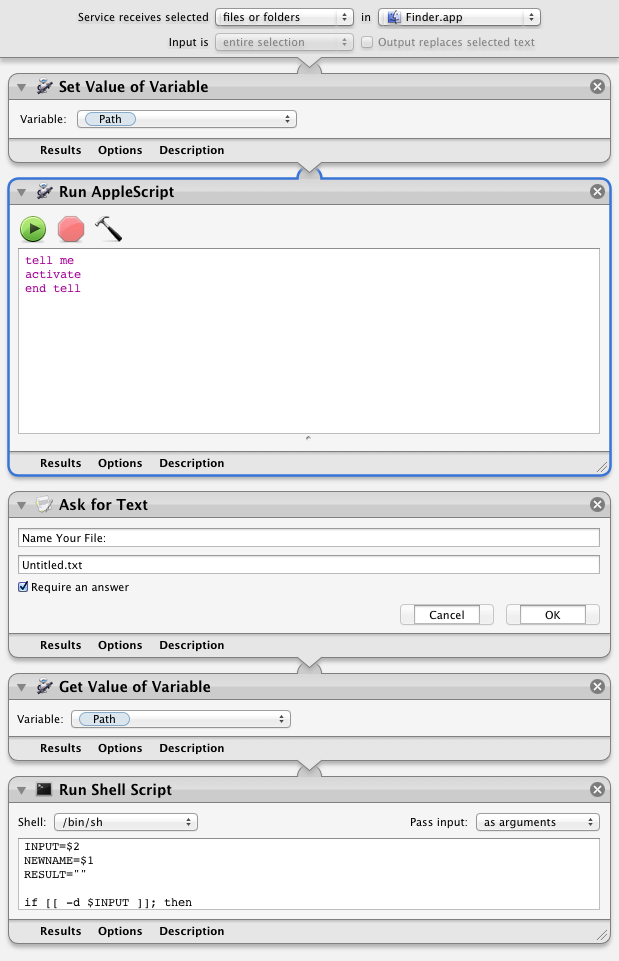 Service receives selected files or folders in Finder.app
Input is entire selection Output replaces selected text
Set Value of Variable
Variable: Path
Results Options Description
Run AppleScript
tell me
activate
end tell
Results Options Description
Ask for Text
Name Your File:
Untitled.txt
Require an answer
Cancel OK
Results Options Description
Get Value of Variable
Variable: Path
Results Options Description
Run Shell Script
Shell: /bin/sh Pass input: as arguments
INPUT=$2
NEWNAME=$1
RESULT=""
if [[ -d $INPUT ]]; then
Results Options Description